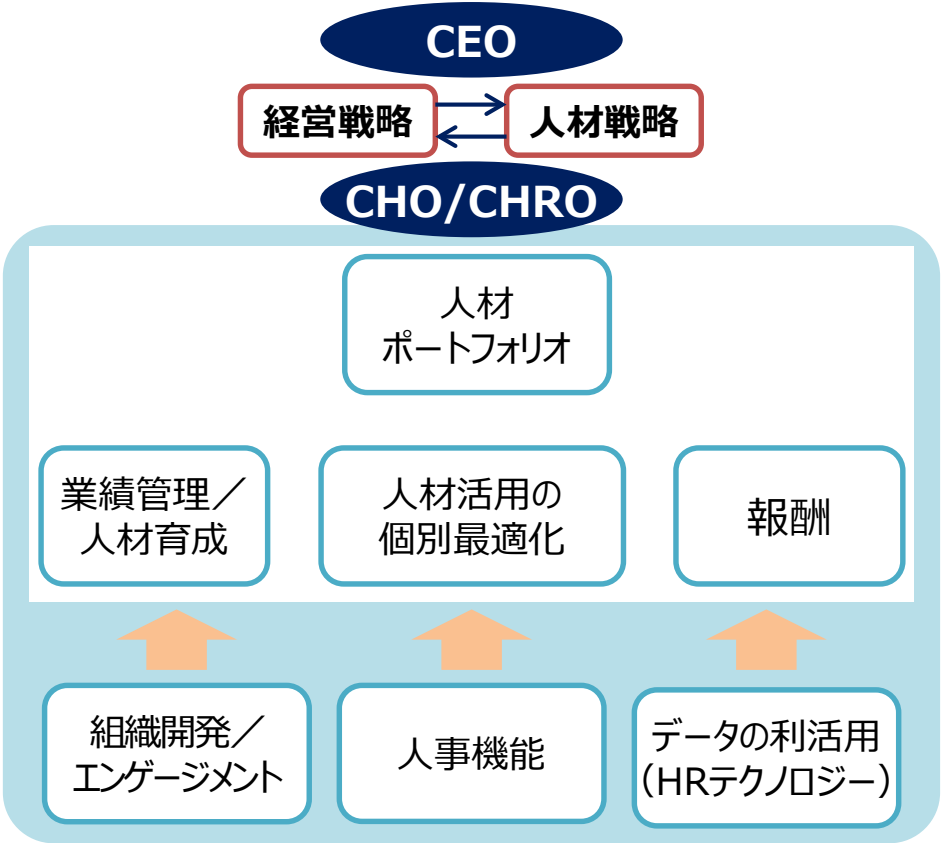 CEO
経営戦略
人材戦略
CHO/CHRO
人材
ポートフォリオ
業績管理／
人材育成
人材活用の
個別最適化
報酬
組織開発／
エンゲージメント
人事機能
データの利活用
（HRテクノロジー）